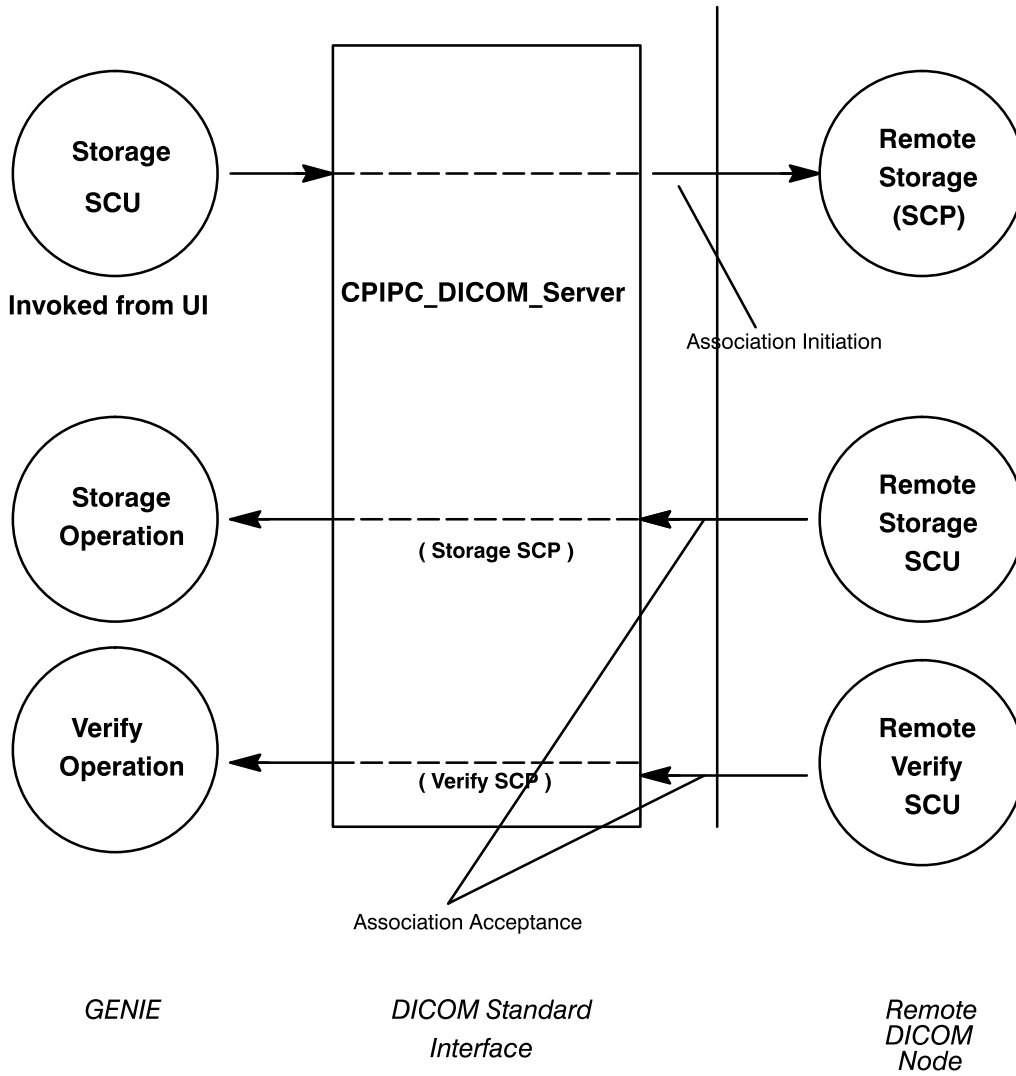 Storage
SCU
Invoked from UI
CPIPC_DICOM_Server
Remote
Storage
(SCP)
Association Initiation
Storage
Operation
( Storage SCP )
Remote
Storage
SCU
Verify
Operation
( Verify SCP )
Remote
Verify
SCU
Association Acceptance
GENIE
DICOM Standard
Interface
Remote
DICOM
Node